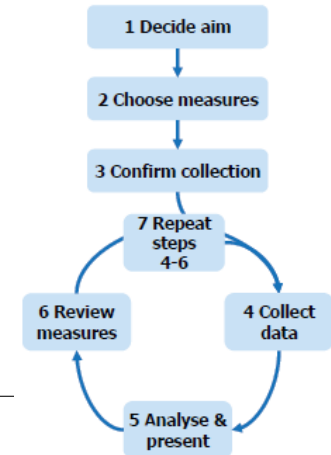 1 Decide aim
2 Choose measures
3 Confirm collection
7 Repeat
steps
4-6
6 Review
measures
4 Collect
data
5 Analyse &
present